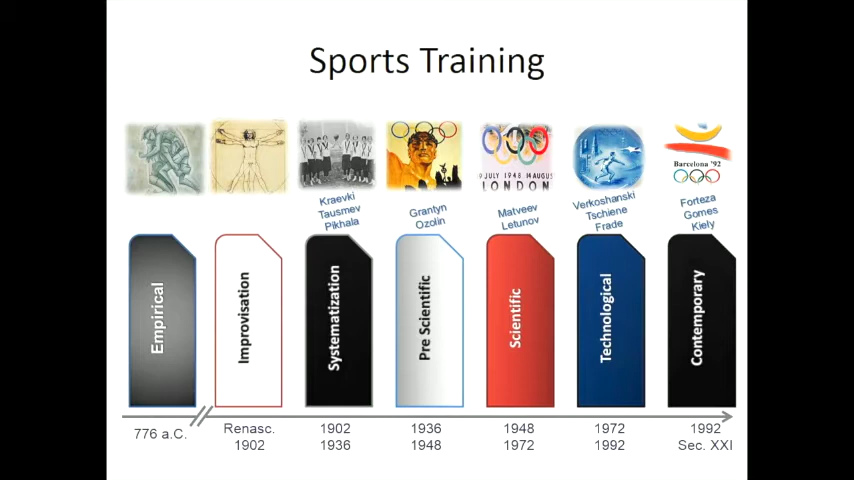 Sports Training
9 JULY 1948 14 AUGUS
LONDON
Barcelona '92
Kraevki
Tausmev
Pikhala
Grantyn
Ozolin
Matveev
Letunov
Verkoshanski
Tschiene
Frade
Forteza
Gomes
Kiely
Empirical
Improvisation
Systematization
Pre Scientific
Scientific
Technological
Contemporary
776 a.C.
Renasc.
1902
1902
1936
1936
1948
1948
1972
1972
1992
1992
Sec. XXI